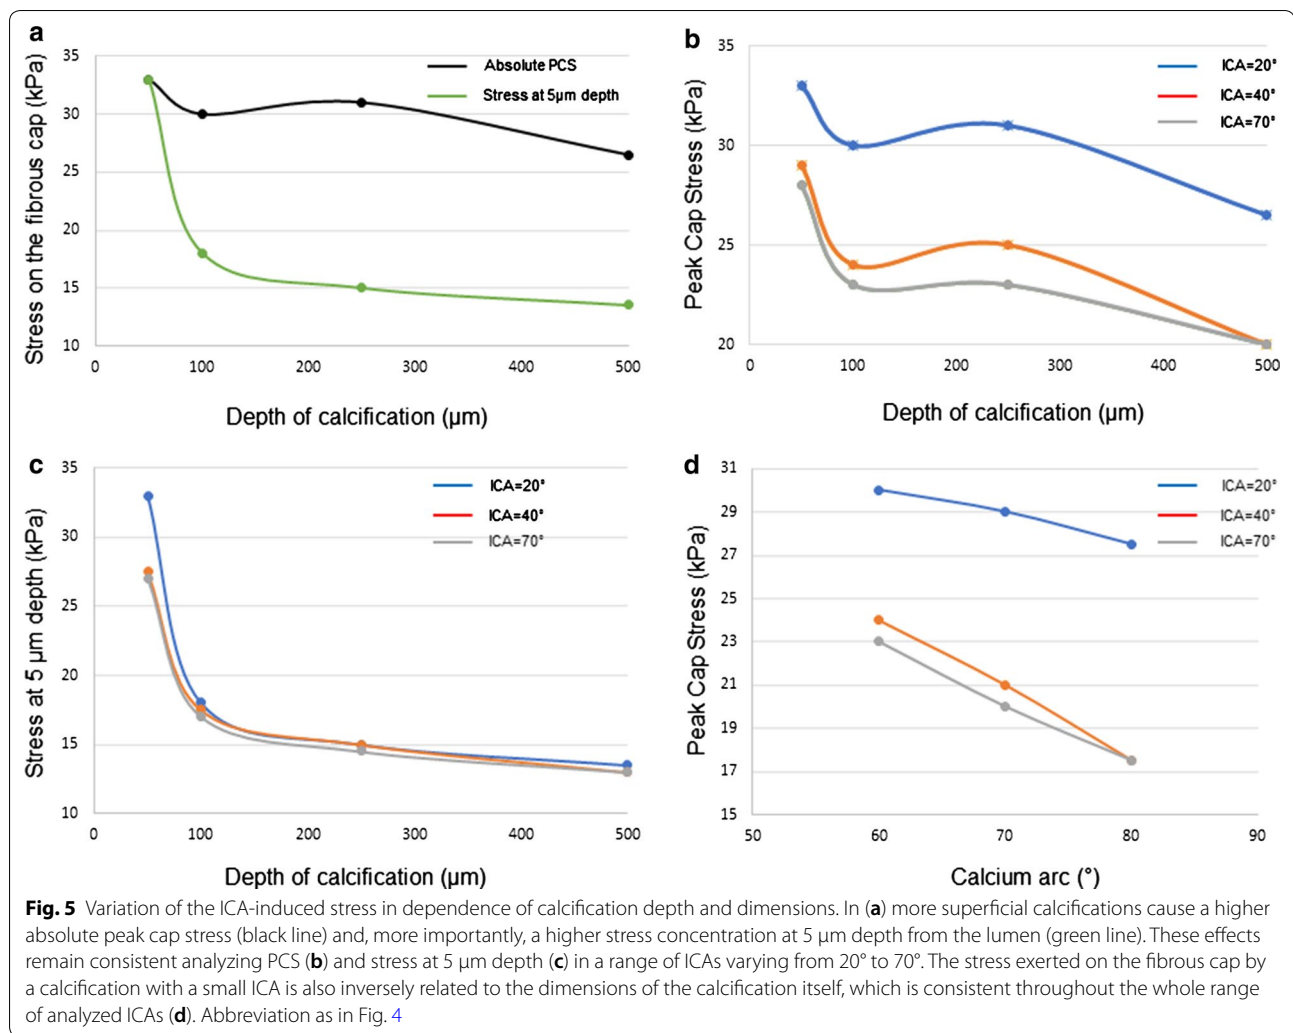 a
Stress on the fibrous cap (kPa)
35
30
25
20
15
10
0
100
200
300
400
500
Depth of calcification (µm)
Absolute PCS
Stress at 5µm depth
b
Peak Cap Stress (kPa)
35
30
25
20
0
100
200
300
400
500
Depth of calcification (µm)
ICA=20°
ICA=40°
ICA=70°
c
Stress at 5 µm depth (kPa)
35
30
25
20
15
10
0
100
200
300
400
500
Depth of calcification (µm)
ICA=20°
ICA=40°
ICA=70°
d
Peak Cap Stress (kPa)
31
29
27
25
23
21
19
17
15
50
60
70
80
90
Calcium arc (°)
ICA=20°
ICA=40°
ICA=70°
Fig. 5 Variation of the ICA-induced stress in dependence of calcification depth and dimensions. In (a) more superficial calcifications cause a higher
absolute peak cap stress (black line) and, more importantly, a higher stress concentration at 5 µm depth from the lumen (green line). These effects
remain consistent analyzing PCS (b) and stress at 5 µm depth (c) in a range of ICAs varying from 20° to 70°. The stress exerted on the fibrous cap by
a calcification with a small ICA is also inversely related to the dimensions of the calcification itself, which is consistent throughout the whole range
of analyzed ICAs (d). Abbreviation as in Fig. 4